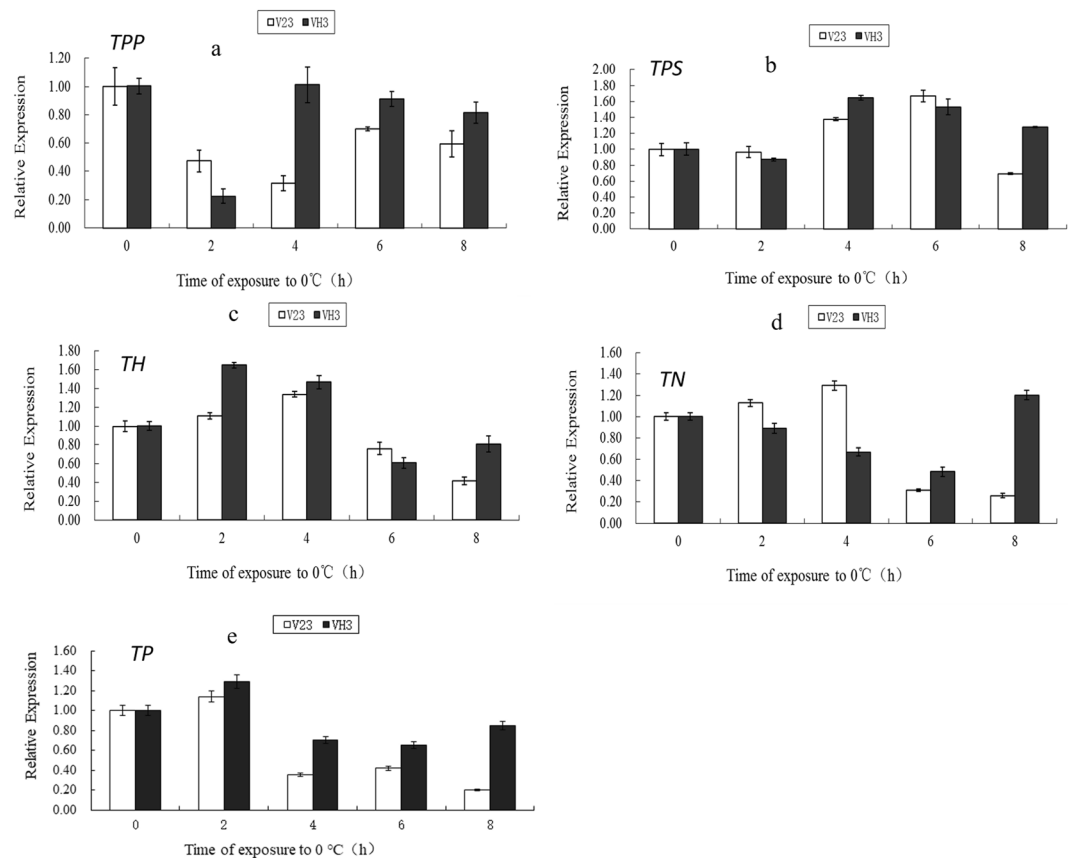 V23 VH3
TPP
a
1.20
1.00
0.80
0.60
0.40
0.20
0.00
Relative Expression
0 2 4 6 8
Time of exposure to 0℃（h）
V23 VH3
TPS
b
2.00
1.80
1.60
1.40
1.20
1.00
0.80
0.60
0.40
0.20
0.00
Relative Expression
0 2 4 6 8
Time of exposure to 0℃（h）
c
V23 VH3
TH
1.80
1.60
1.40
1.20
1.00
0.80
0.60
0.40
0.20
0.00
Relative Expression
0 2 4 6 8
Time of exposure to 0℃（h）
d
V23 VH3
TN
1.60
1.40
1.20
1.00
0.80
0.60
0.40
0.20
0.00
Relative Expression
0 2 4 6 8
Time of exposure to 0℃（h）
e
V23 VH3
TP
1.60
1.40
1.20
1.00
0.80
0.60
0.40
0.20
0.00
Relative Expression
0 2 4 6 8
Time of exposure to 0 °C（h）